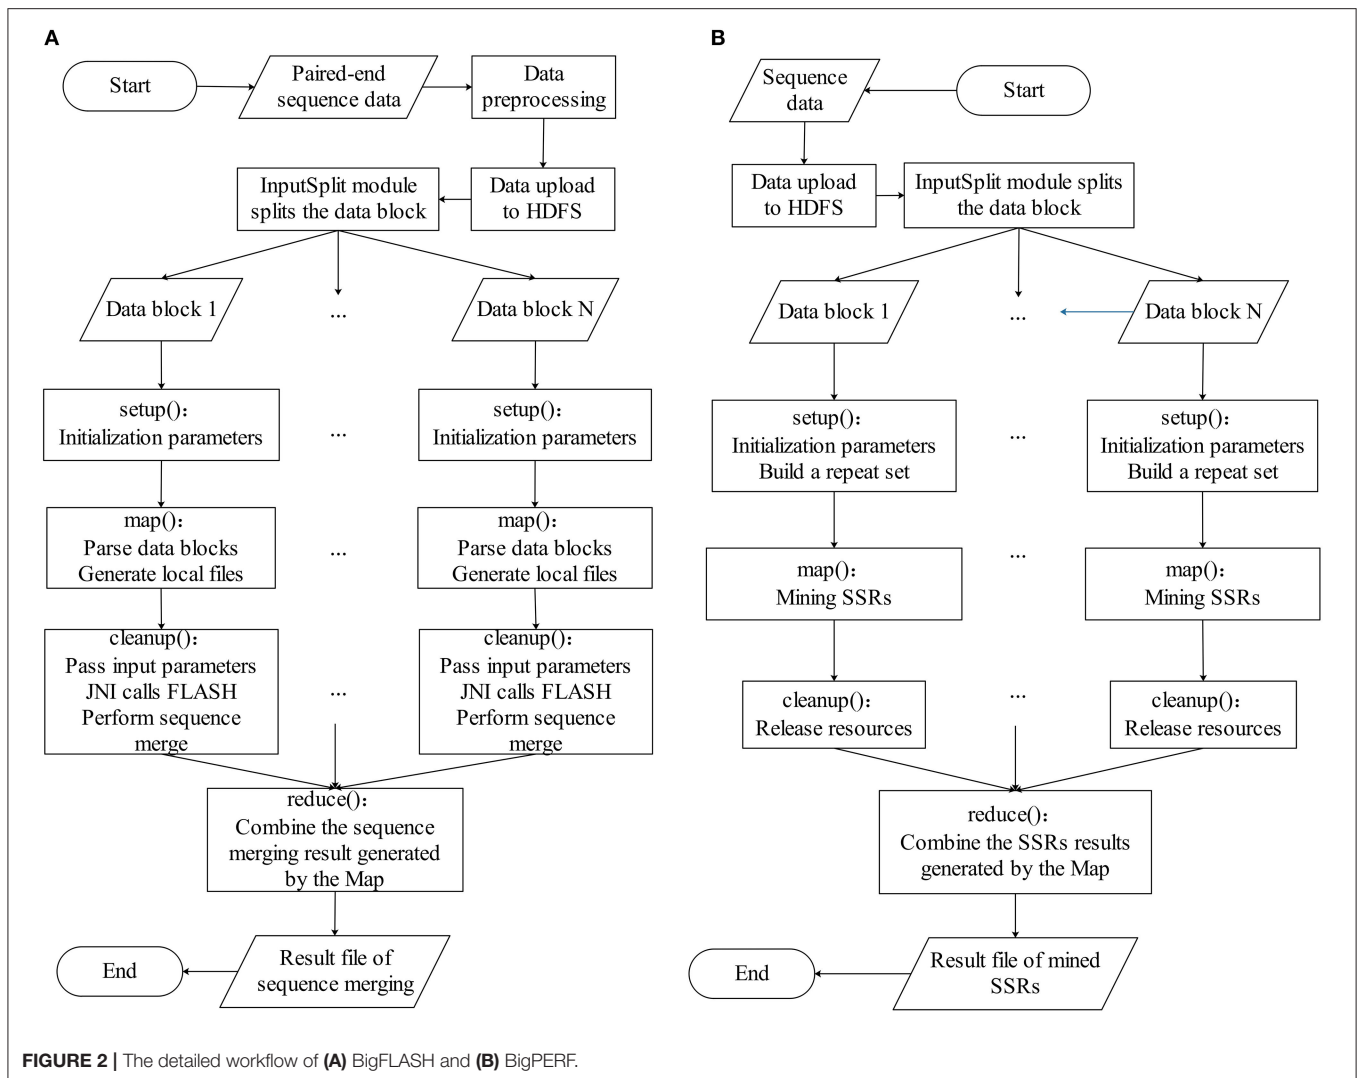 A
Start
Paired-end
sequence data
Data
preprocessing
InputSplit module
splits the data block
Data upload
to HDFS
Data block 1
...
Data block N
setup():
Initialization parameters
...
setup():
Initialization parameters
map():
Parse data blocks
Generate local files
...
map():
Parse data blocks
Generate local files
cleanup():
Pass input parameters
JNI calls FLASH
Perform sequence
merge
...
cleanup():
Pass input parameters
JNI calls FLASH
Perform sequence
merge
reduce():
Combine the sequence
merging result generated
by the Map
End
Result file of
sequence merging
B
Sequence
data
Start
Data upload
to HDFS
InputSplit module splits
the data block
Data block 1
...
Data block N
setup():
Initialization parameters
Build a repeat set
...
setup():
Initialization parameters
Build a repeat set
map():
Mining SSRs
...
map():
Mining SSRs
cleanup():
Release resources
...
cleanup():
Release resources
reduce():
Combine the SSRs results
generated by the Map
End
Result file of mined
SSRs
FIGURE 2 | The detailed workflow of (A) BigFLASH and (B) BigPERF.